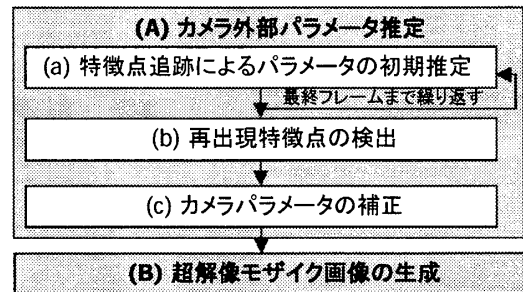 (A) カメラ外部パラメータ推定
(a) 特徴点追跡によるパラメータの初期推定
最終フレームまで繰り返す
(b) 再出現特徴点の検出
(c) カメラパラメータの補正
(B) 超解像モザイク画像の生成